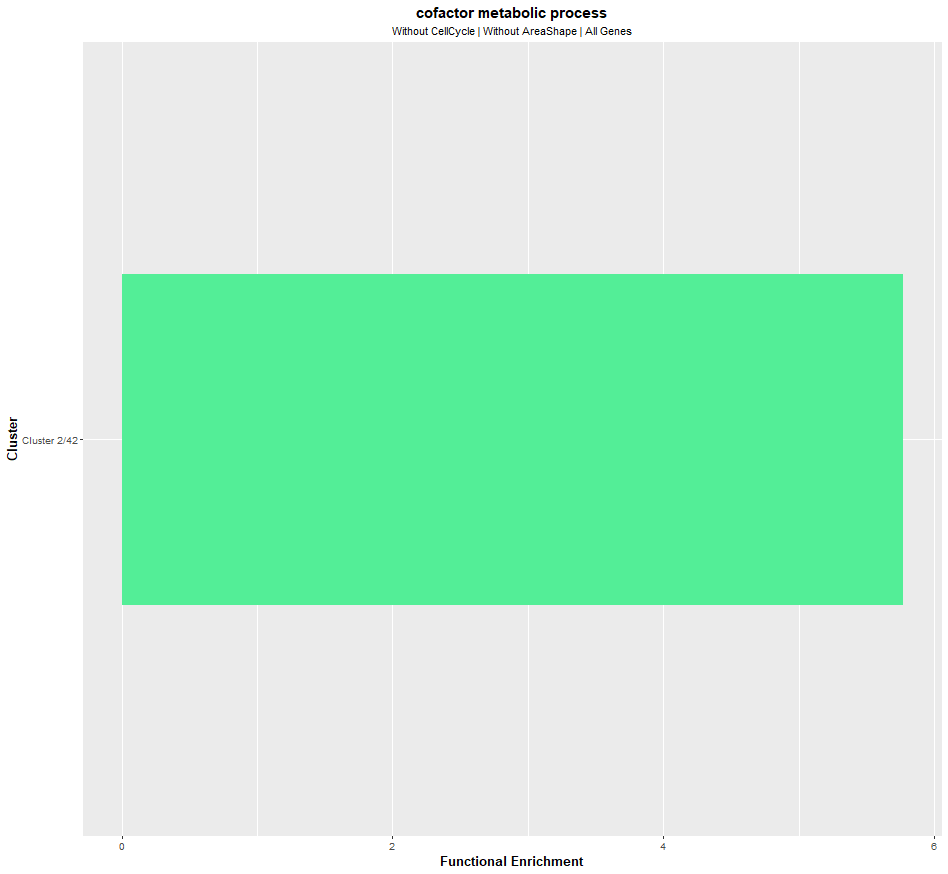 cofactor metabolic process
Without CellCycle | Without AreaShape | All Genes
Cluster
Cluster 2/42
0 2 4 6
Functional Enrichment